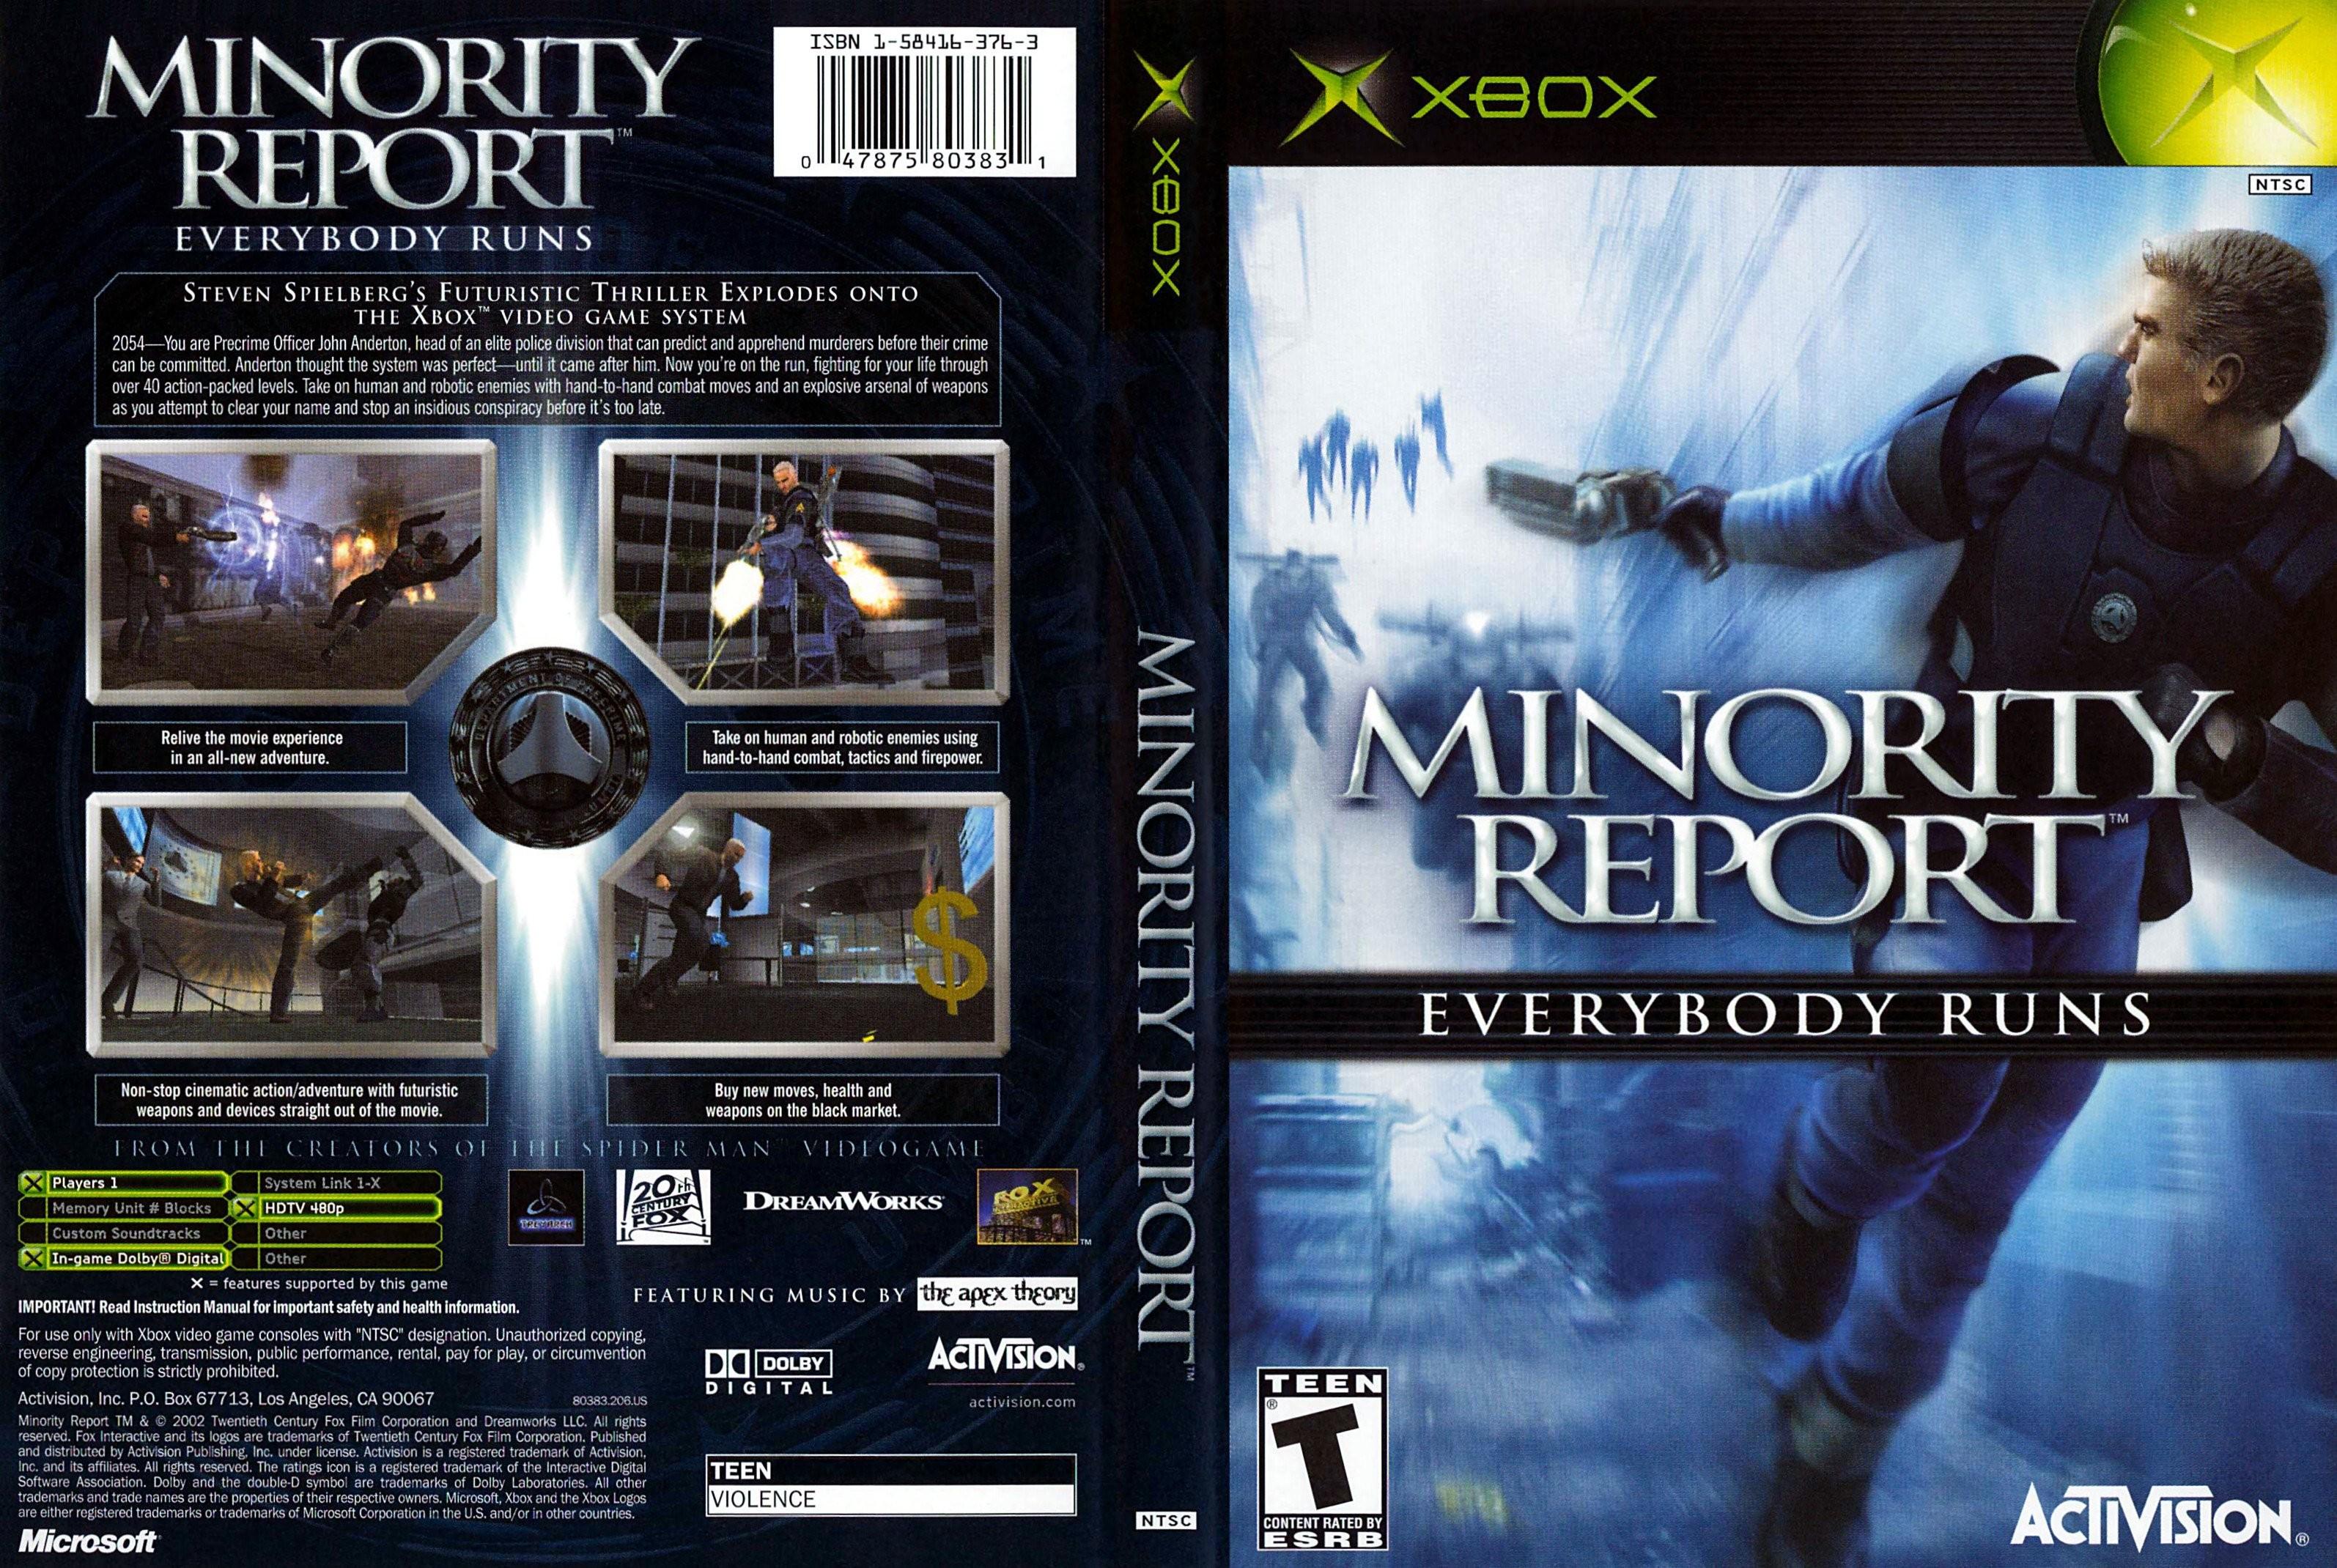 MINORITY
REPORT™
EVERYBODY RUNS
ISBN 1-58416-376-3
0 47875 80383 1
STEVEN SPIELBERG'S FUTURISTIC THRILLER EXPLODES ONTO
THE XBOX™ VIDEO GAME SYSTEM
2054—You are Precrime Officer John Anderton, head of an elite police division that can predict and apprehend murderers before their crime
can be committed. Anderton thought the system was perfect—until it came after him. Now you're on the run, fighting for your life through
over 40 action-packed levels. Take on human and robotic enemies with hand-to-hand combat moves and an explosive arsenal of weapons
as you attempt to clear your name and stop an insidious conspiracy before it's too late.
DEPARTMENT OF PRECRIME
Relive the movie experience
in an all-new adventure.
Take on human and robotic enemies using
hand-to-hand combat, tactics and firepower.
$
Non-stop cinematic action/adventure with futuristic
weapons and devices straight out of the movie.
Buy new moves, health and
weapons on the black market.
FROM THE CREATORS OF THE SPIDER MAN™ VIDEOGAME
Players 1
System Link 1-X
Memory Unit # Blocks
HDTV 480p
Custom Soundtracks
Other
In-game Dolby® Digital
Other
X = features supported by this game
TREYARCH
20th
CENTURY
FOX
DREAMWORKS
FOX
INTERACTIVE
TM
FEATURING MUSIC BY the apex theory
IMPORTANT! Read Instruction Manual for important safety and health information.
For use only with Xbox video game consoles with "NTSC" designation. Unauthorized copying,
reverse engineering, transmission, public performance, rental, pay for play, or circumvention
of copy protection is strictly prohibited.
Activision, Inc. P.O. Box 67713, Los Angeles, CA 90067
80383.206.US
Minority Report TM & © 2002 Twentieth Century Fox Film Corporation and Dreamworks LLC. All rights
reserved. Fox Interactive and its logos are trademarks of Twentieth Century Fox Film Corporation. Published
and distributed by Activision Publishing, Inc. under license. Activision is a registered trademark of Activision,
Inc. and its affiliates. All rights reserved. The ratings icon is a registered trademark of the Interactive Digital
Software Association. Dolby and the double-D symbol are trademarks of Dolby Laboratories. All other
trademarks and trade names are the properties of their respective owners. Microsoft, Xbox and the Xbox Logos
are either registered trademarks or trademarks of Microsoft Corporation in the U.S. and/or in other countries.
Microsoft
DOLBY
DIGITAL
ACTIVISION®
activision.com
TEEN
VIOLENCE
XBOX
MINORITY REPORT™
NTSC
XBOX
NTSC
MINORITY
REPORT™
EVERYBODY RUNS
TEEN
®
T
CONTENT RATED BY
ESRB
ACTIVISION®